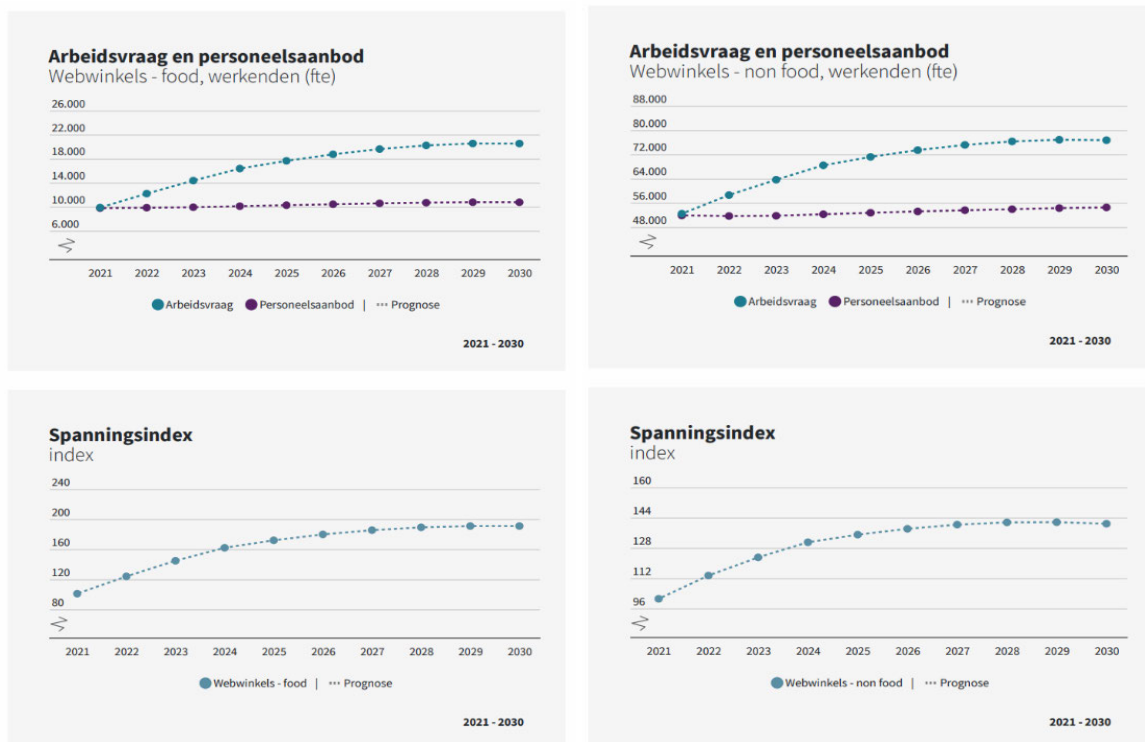 Arbeidsvraag en personeelsaanbod
Webwinkels - food, werkenden (fte)
26.000
22.000
18.000
14.000
10.000
6.000
2021 2022 2023 2024 2025 2026 2027 2028 2029 2030
Arbeidsvraag Personeelsaanbod | Prognose
2021 - 2030
Arbeidsvraag en personeelsaanbod
Webwinkels - non food, werkenden (fte)
88.000
80.000
72.000
64.000
56.000
48.000
2021 2022 2023 2024 2025 2026 2027 2028 2029 2030
Arbeidsvraag Personeelsaanbod | Prognose
2021 - 2030
Spanningsindex
index
240
200
160
120
80
2021 2022 2023 2024 2025 2026 2027 2028 2029 2030
Webwinkels - food | Prognose
2021 - 2030
Spanningsindex
index
160
144
128
112
96
2021 2022 2023 2024 2025 2026 2027 2028 2029 2030
Webwinkels - non food | Prognose
2021 - 2030